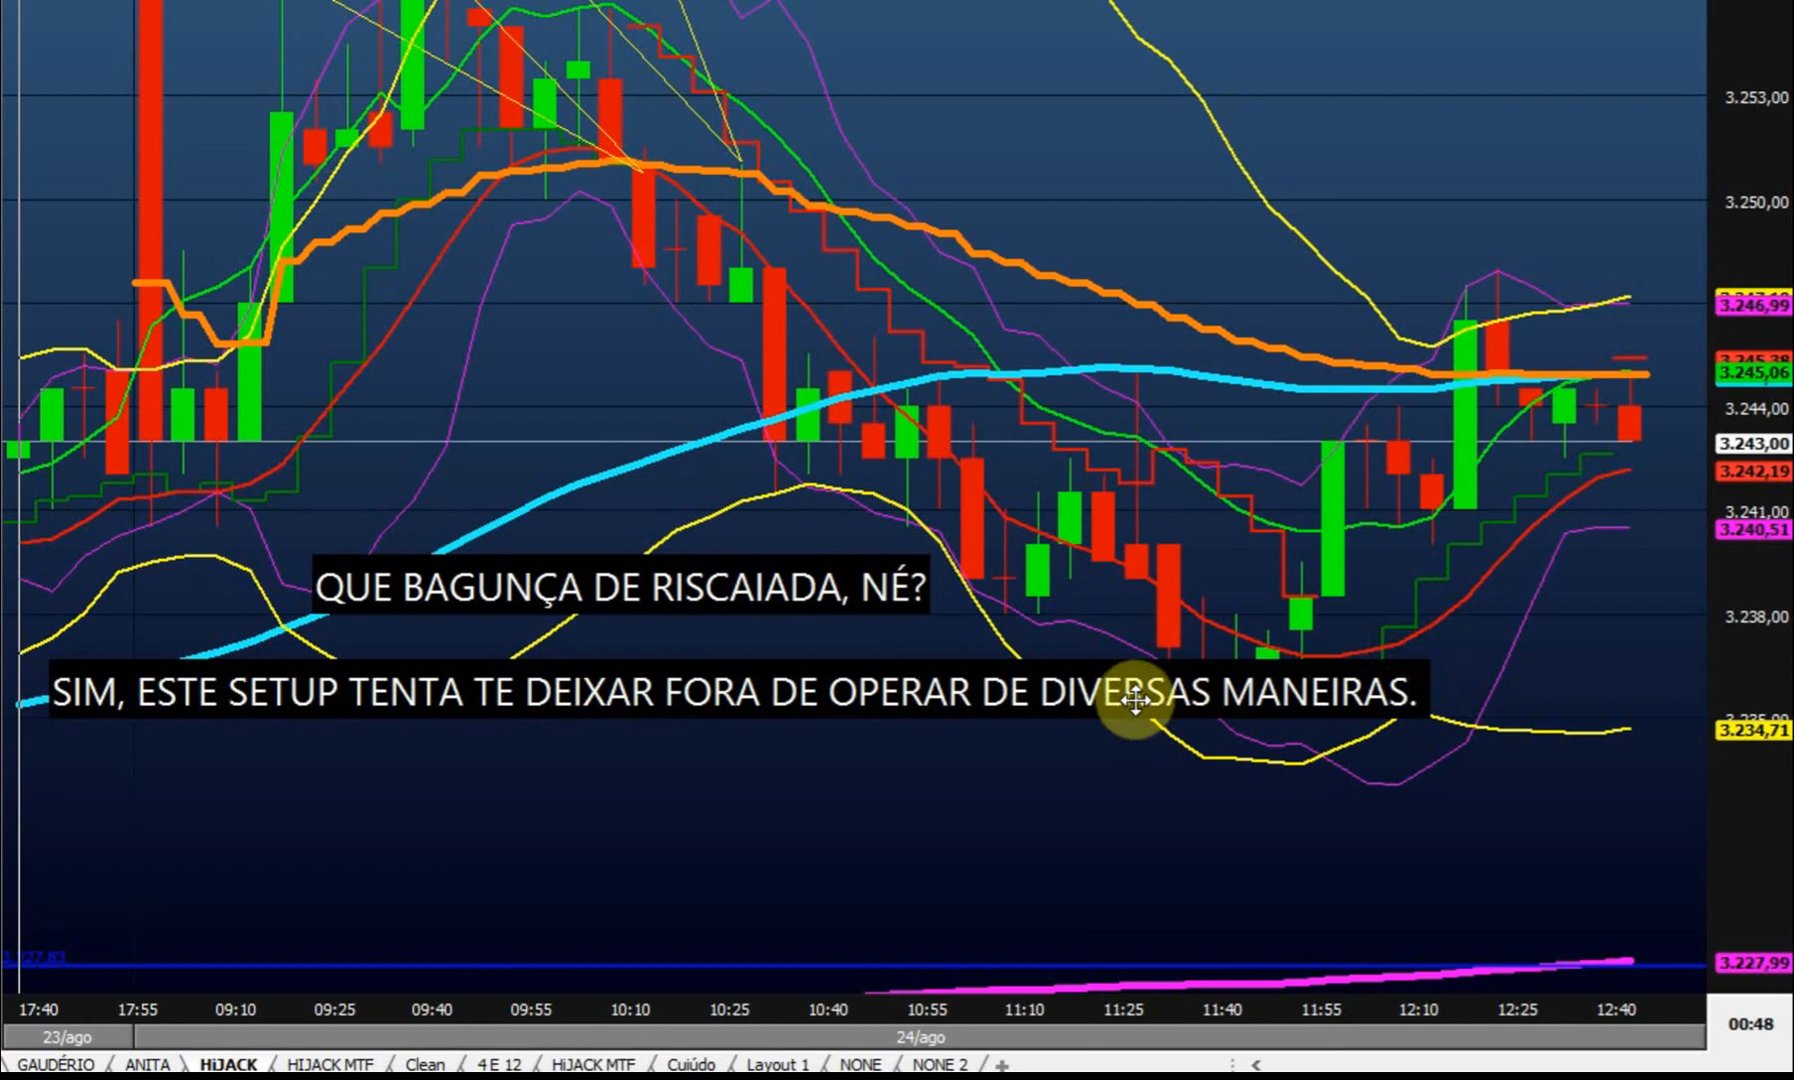 3.253,00
3.250,00
3.246,99
3.245,38
3.245,06
3.244,00
3.243,00
3.242,19
3.241,00
3.240,51
QUE BAGUNÇA DE RISCAIADA, NÉ?
3.238,00
SIM, ESTE SETUP TENTA TE DEIXAR FORA DE OPERAR DE DIVERSAS MANEIRAS.
3.234,71
3.227,99
17:40 17:55 09:10 09:25 09:40 09:55 10:10 10:25 10:40 10:55 11:10 11:25 11:40 11:55 12:10 12:25 12:40
00:48
23/ago 24/ago
GAUDÉRIO ANITA HiJACK HIJACK MTF Clean 4 E 12 HiJACK MTF Cuiúdo Layout 1 NONE NONE 2